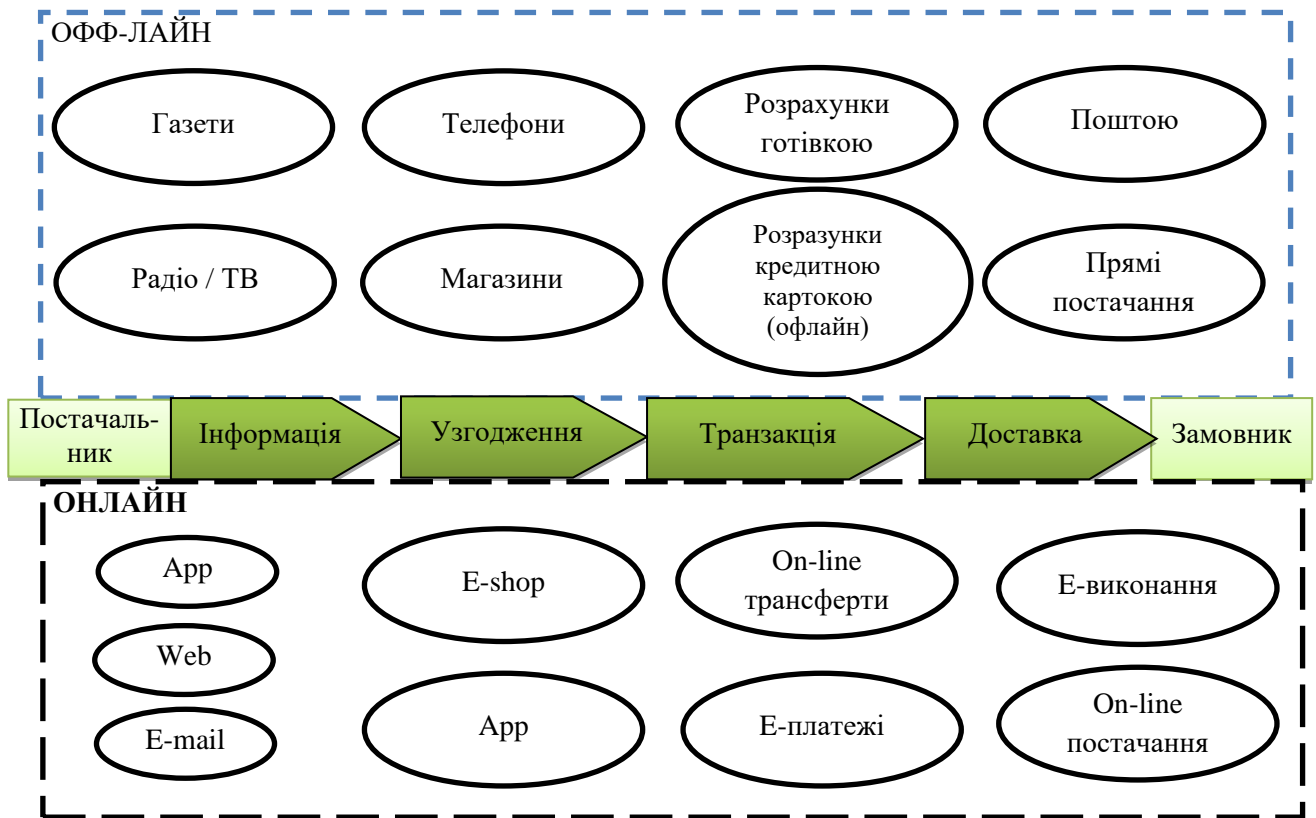 ОФФ-ЛАЙН
Газети
Телефони
Розрахунки
готівкою
Поштою
Радіо / ТВ
Магазини
Розразунки
кредитною
картокою
(офлайн)
Прямі
постачання
Постачаль-
ник
Інформація
Узгодження
Транзакція
Доставка
Замовник
ОНЛАЙН
App
Web
E-mail
E-shop
App
On-line
трансферти
Е-платежі
Е-виконання
On-line
постачання